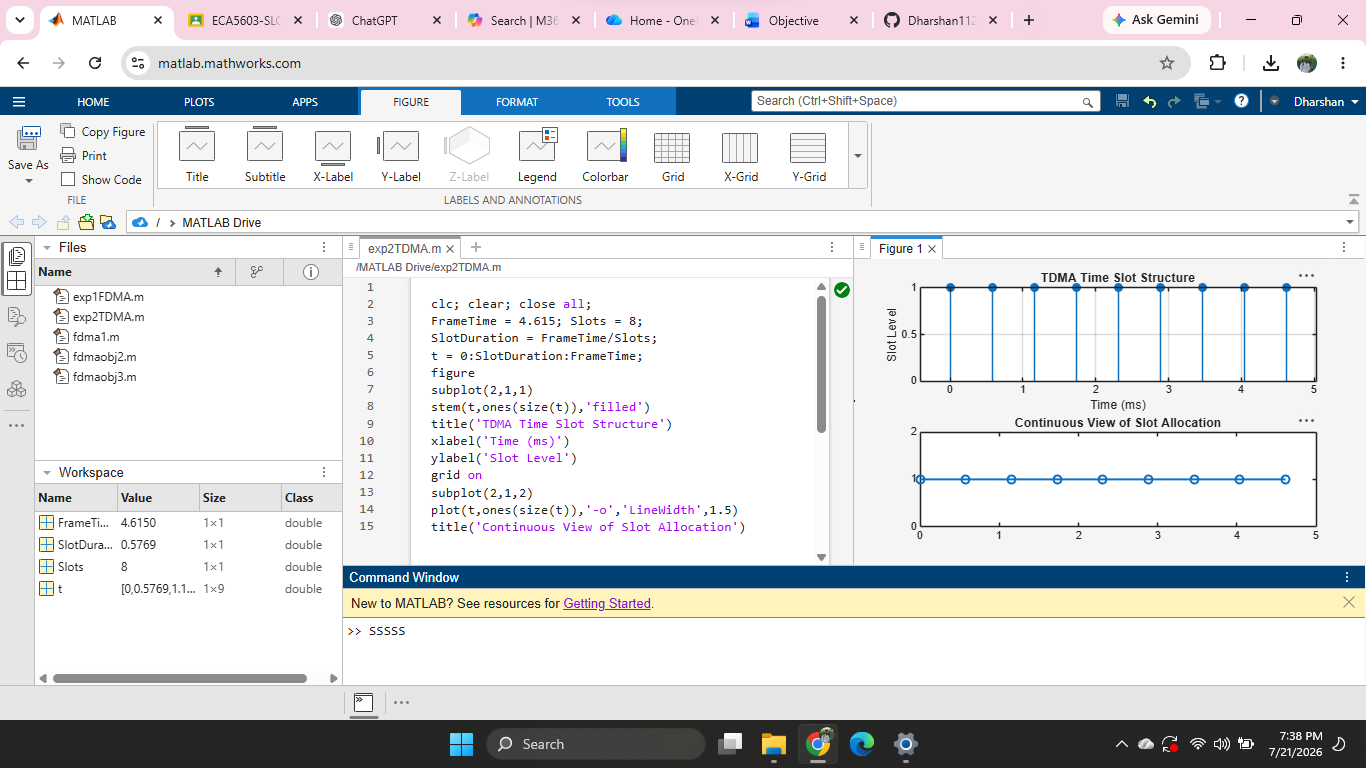 MATLAB
ECA5603-SLO
ChatGPT
Search | M36
Home - OneD
Objective
Dharshan112
Ask Gemini
matlab.mathworks.com
HOME
PLOTS
APPS
FIGURE
FORMAT
TOOLS
Search (Ctrl+Shift+Space)
Dharshan
Save As
Copy Figure
Print
Show Code
FILE
Title
Subtitle
X-Label
Y-Label
Z-Label
Legend
Colorbar
Grid
X-Grid
Y-Grid
LABELS AND ANNOTATIONS
/ MATLAB Drive
Files
Name
exp1FDMA.m
exp2TDMA.m
fdma1.m
fdmaobj2.m
fdmaobj3.m
Workspace
Name Value Size Class
FrameTi... 4.6150 1×1 double
SlotDura... 0.5769 1×1 double
Slots 8 1×1 double
t [0,0.5769,1.1... 1×9 double
exp2TDMA.m
/MATLAB Drive/exp2TDMA.m
1
2 clc; clear; close all;
3 FrameTime = 4.615; Slots = 8;
4 SlotDuration = FrameTime/Slots;
5 t = 0:SlotDuration:FrameTime;
6 figure
7 subplot(2,1,1)
8 stem(t,ones(size(t)),'filled')
9 title('TDMA Time Slot Structure')
10 xlabel('Time (ms)')
11 ylabel('Slot Level')
12 grid on
13 subplot(2,1,2)
14 plot(t,ones(size(t)),'-o','LineWidth',1.5)
15 title('Continuous View of Slot Allocation')
Figure 1
TDMA Time Slot Structure
Slot Level
1
0.5
0
0 1 2 3 4 5
Time (ms)
Continuous View of Slot Allocation
2
1
0
0 1 2 3 4 5
Command Window
New to MATLAB? See resources for Getting Started.
>> SSSSS
Search
7:38 PM
7/21/2026